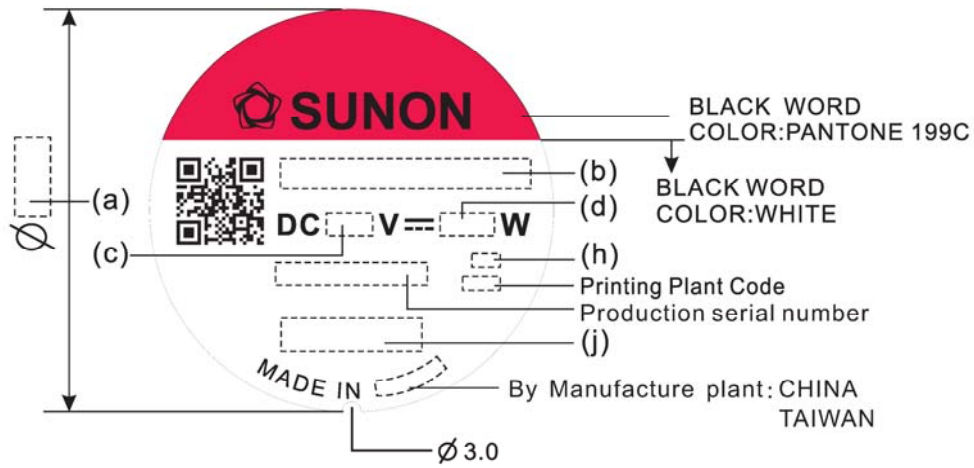 SUNON
BLACK WORD
COLOR:PANTONE 199C
BLACK WORD
COLOR:WHITE
(a)
(b)
(d)
DC V W
(c)
(h)
Printing Plant Code
Production serial number
(j)
MADE IN
By Manufacture plant: CHINA
TAIWAN
Ø
Ø 3.0